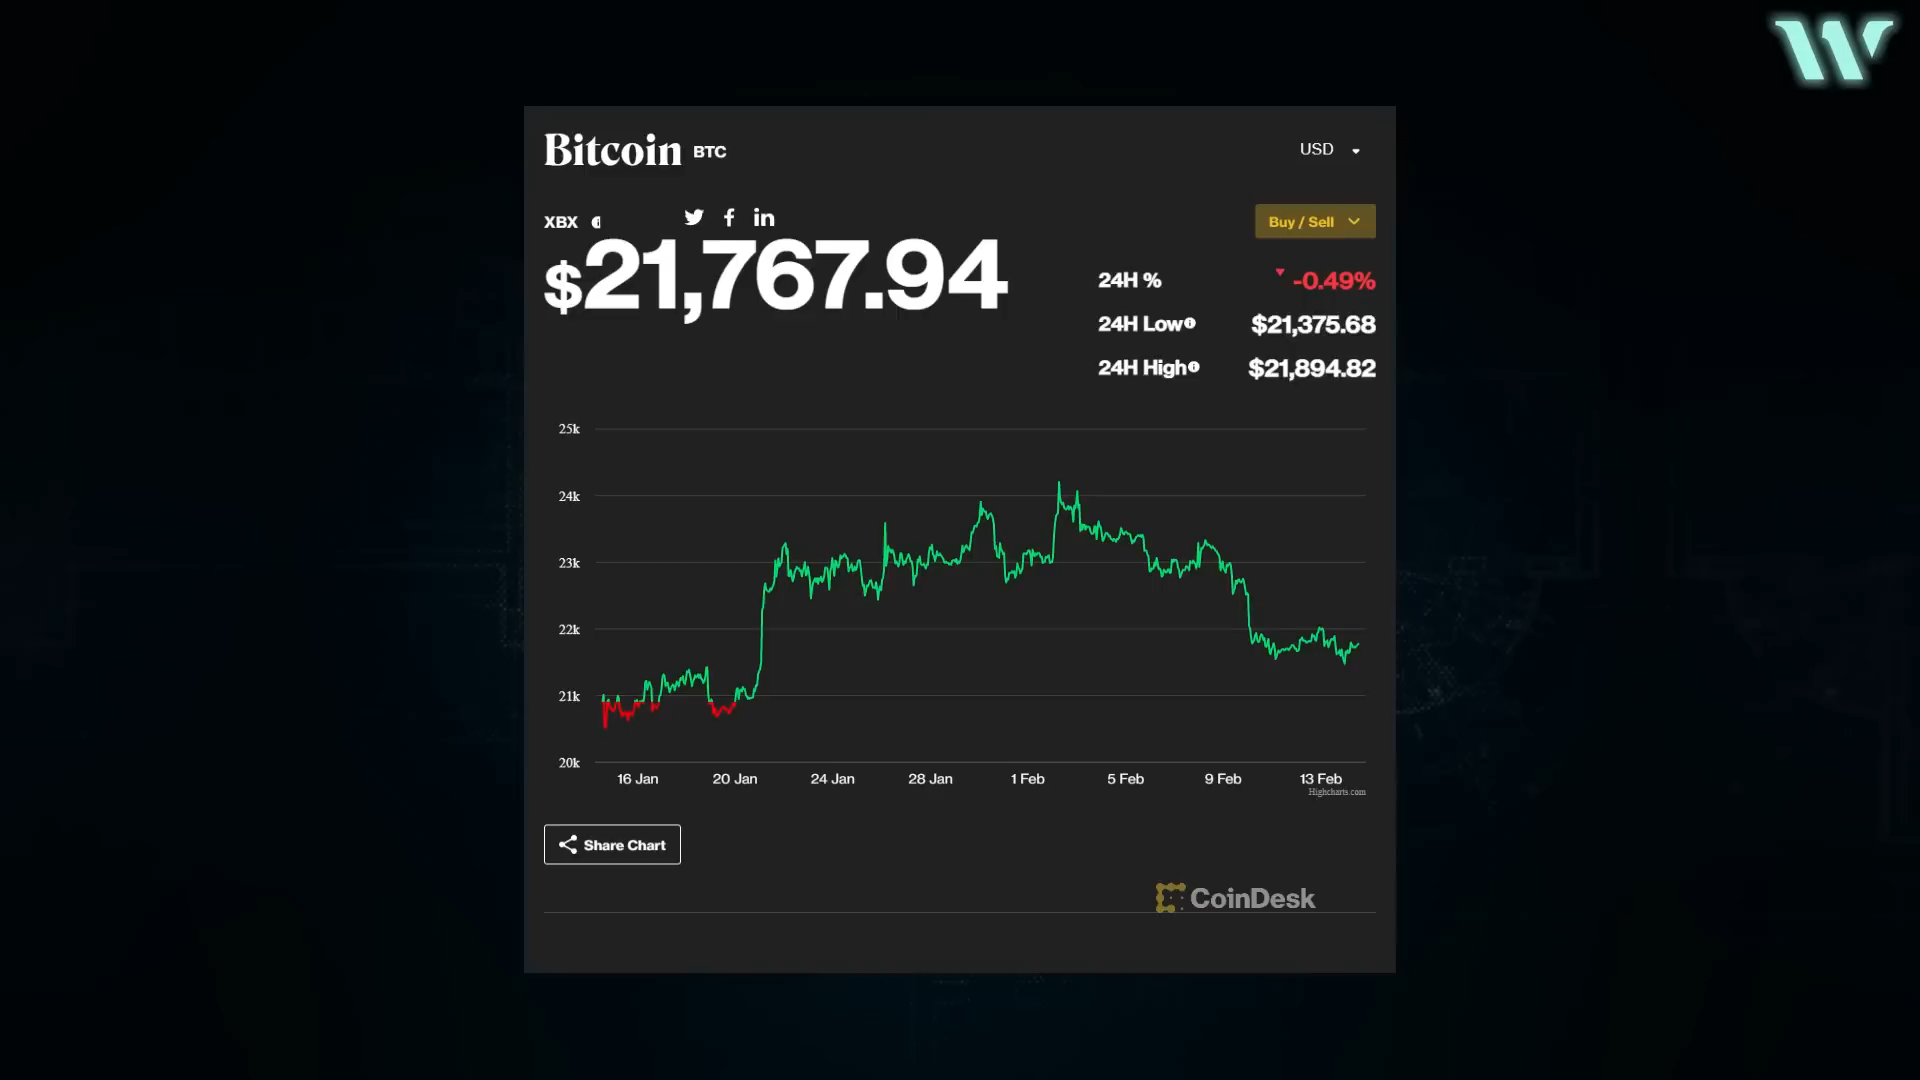 W
Bitcoin BTC
USD
XBX
Buy / Sell
$21,767.94
24H % -0.49%
24H Low $21,375.68
24H High $21,894.82
25k
24k
23k
22k
21k
20k
16 Jan 20 Jan 24 Jan 28 Jan 1 Feb 5 Feb 9 Feb 13 Feb
Highcharts.com
Share Chart
CoinDesk